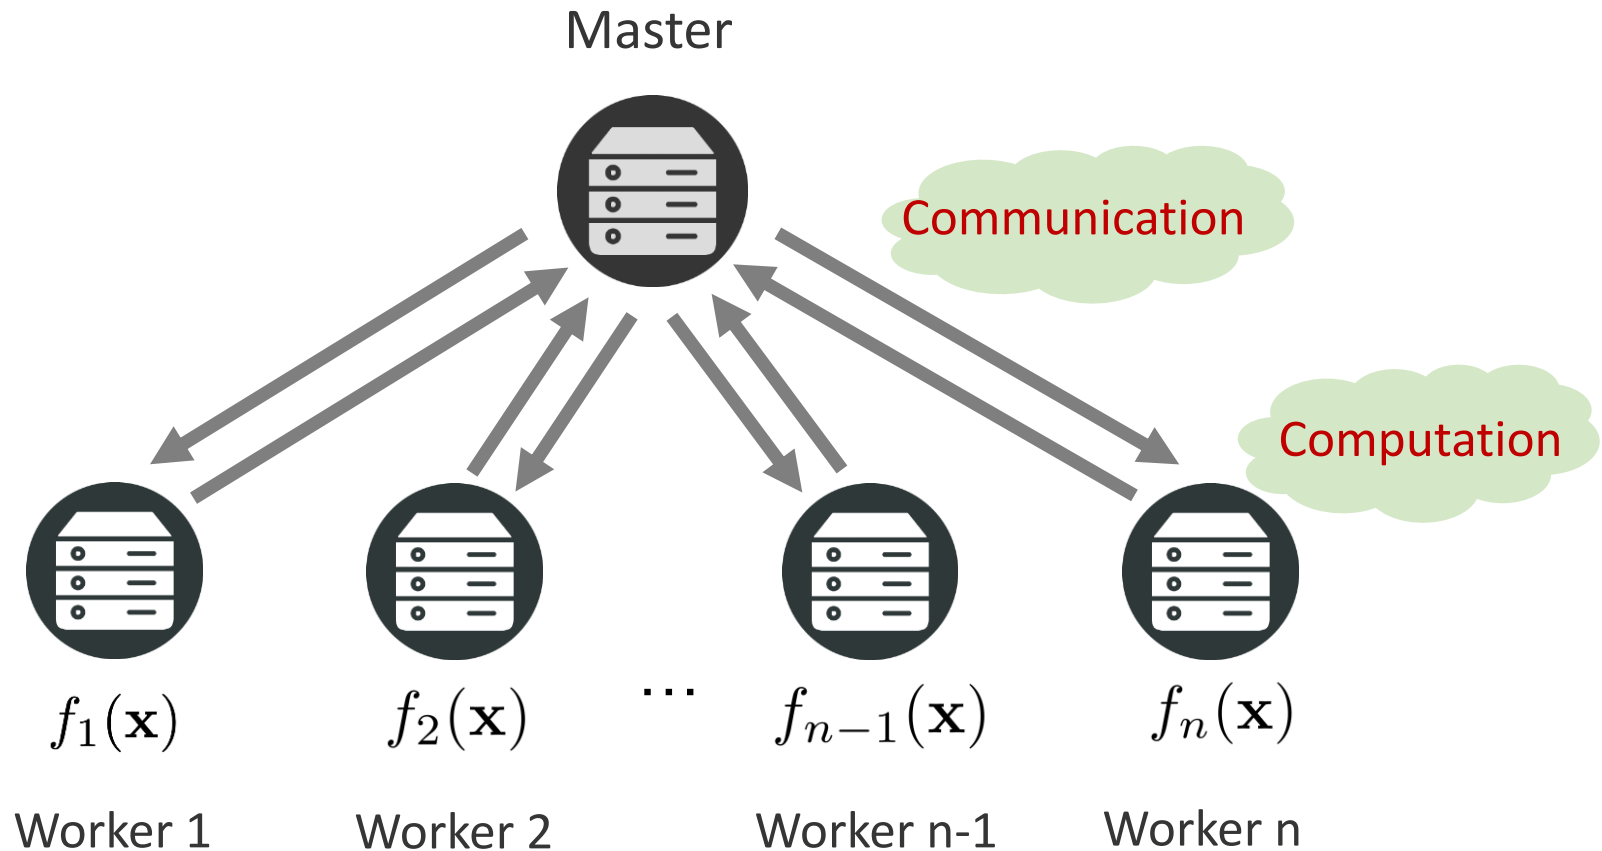 Master
Communication
Computation
f₁(𝐱) f₂(𝐱) ... fₙ₋₁(𝐱) fₙ(𝐱)
Worker 1 Worker 2 Worker n-1 Worker n